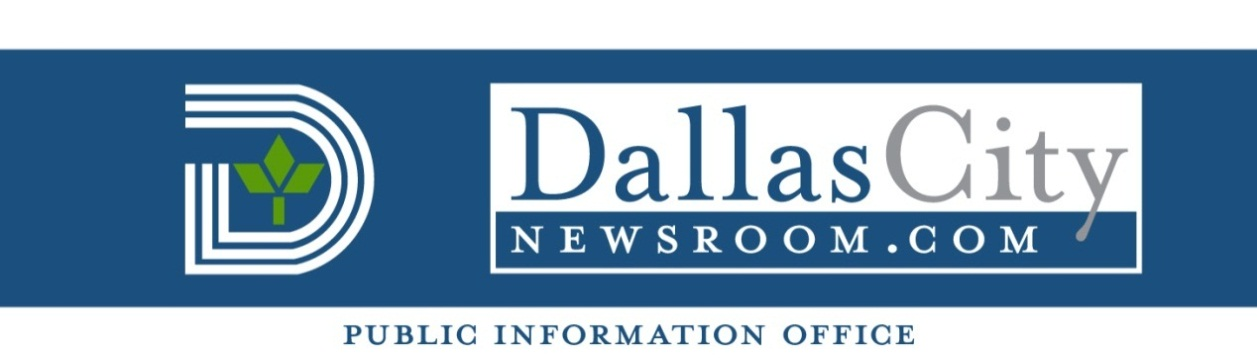 DallasCity
NEWSROOM.COM
PUBLIC INFORMATION OFFICE